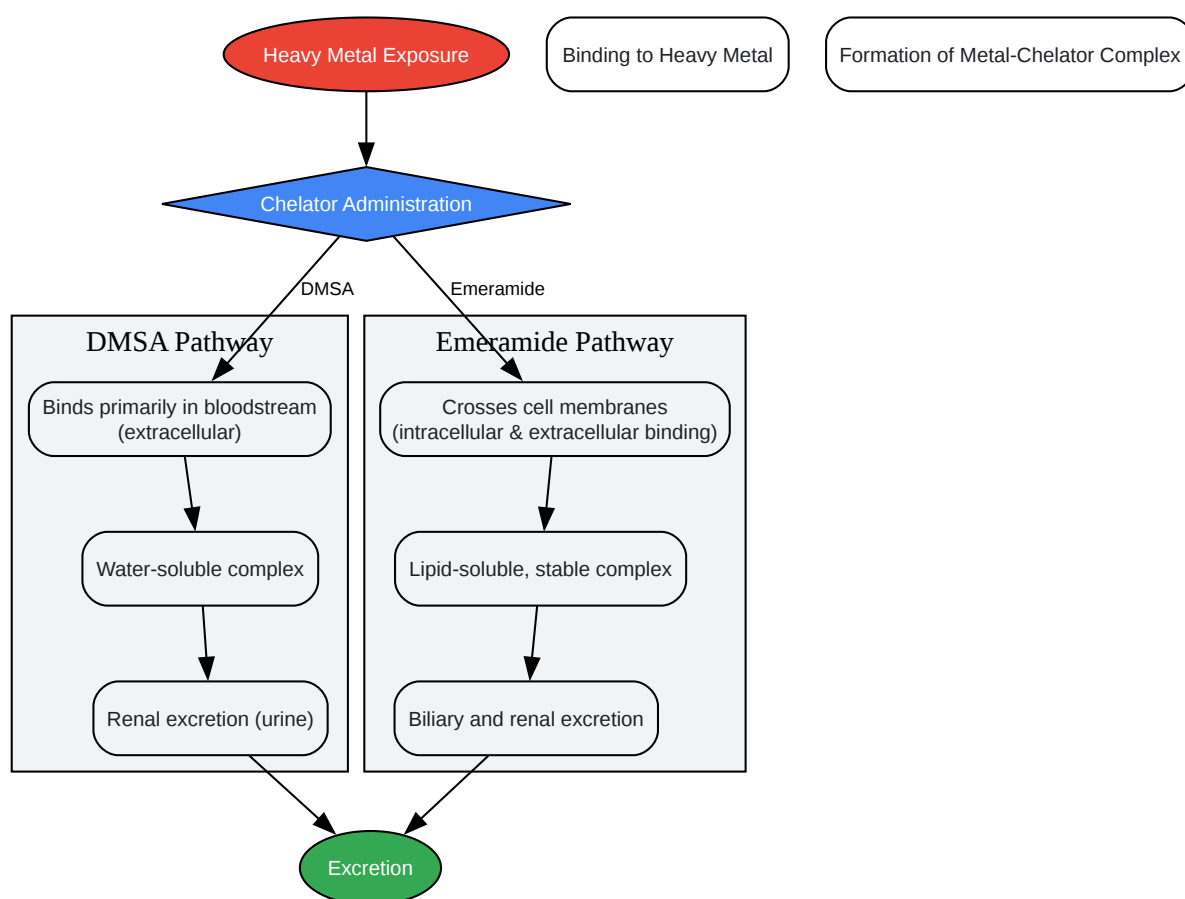 Heavy Metal Exposure
Binding to Heavy Metal
Formation of Metal-Chelator Complex
Chelator Administration
DMSA
Emeramide
DMSA Pathway
Emeramide Pathway
Binds primarily in bloodstream
(extracellular)
Crosses cell membranes
(intracellular & extracellular binding)
Water-soluble complex
Lipid-soluble, stable complex
Renal excretion (urine)
Biliary and renal excretion
Excretion